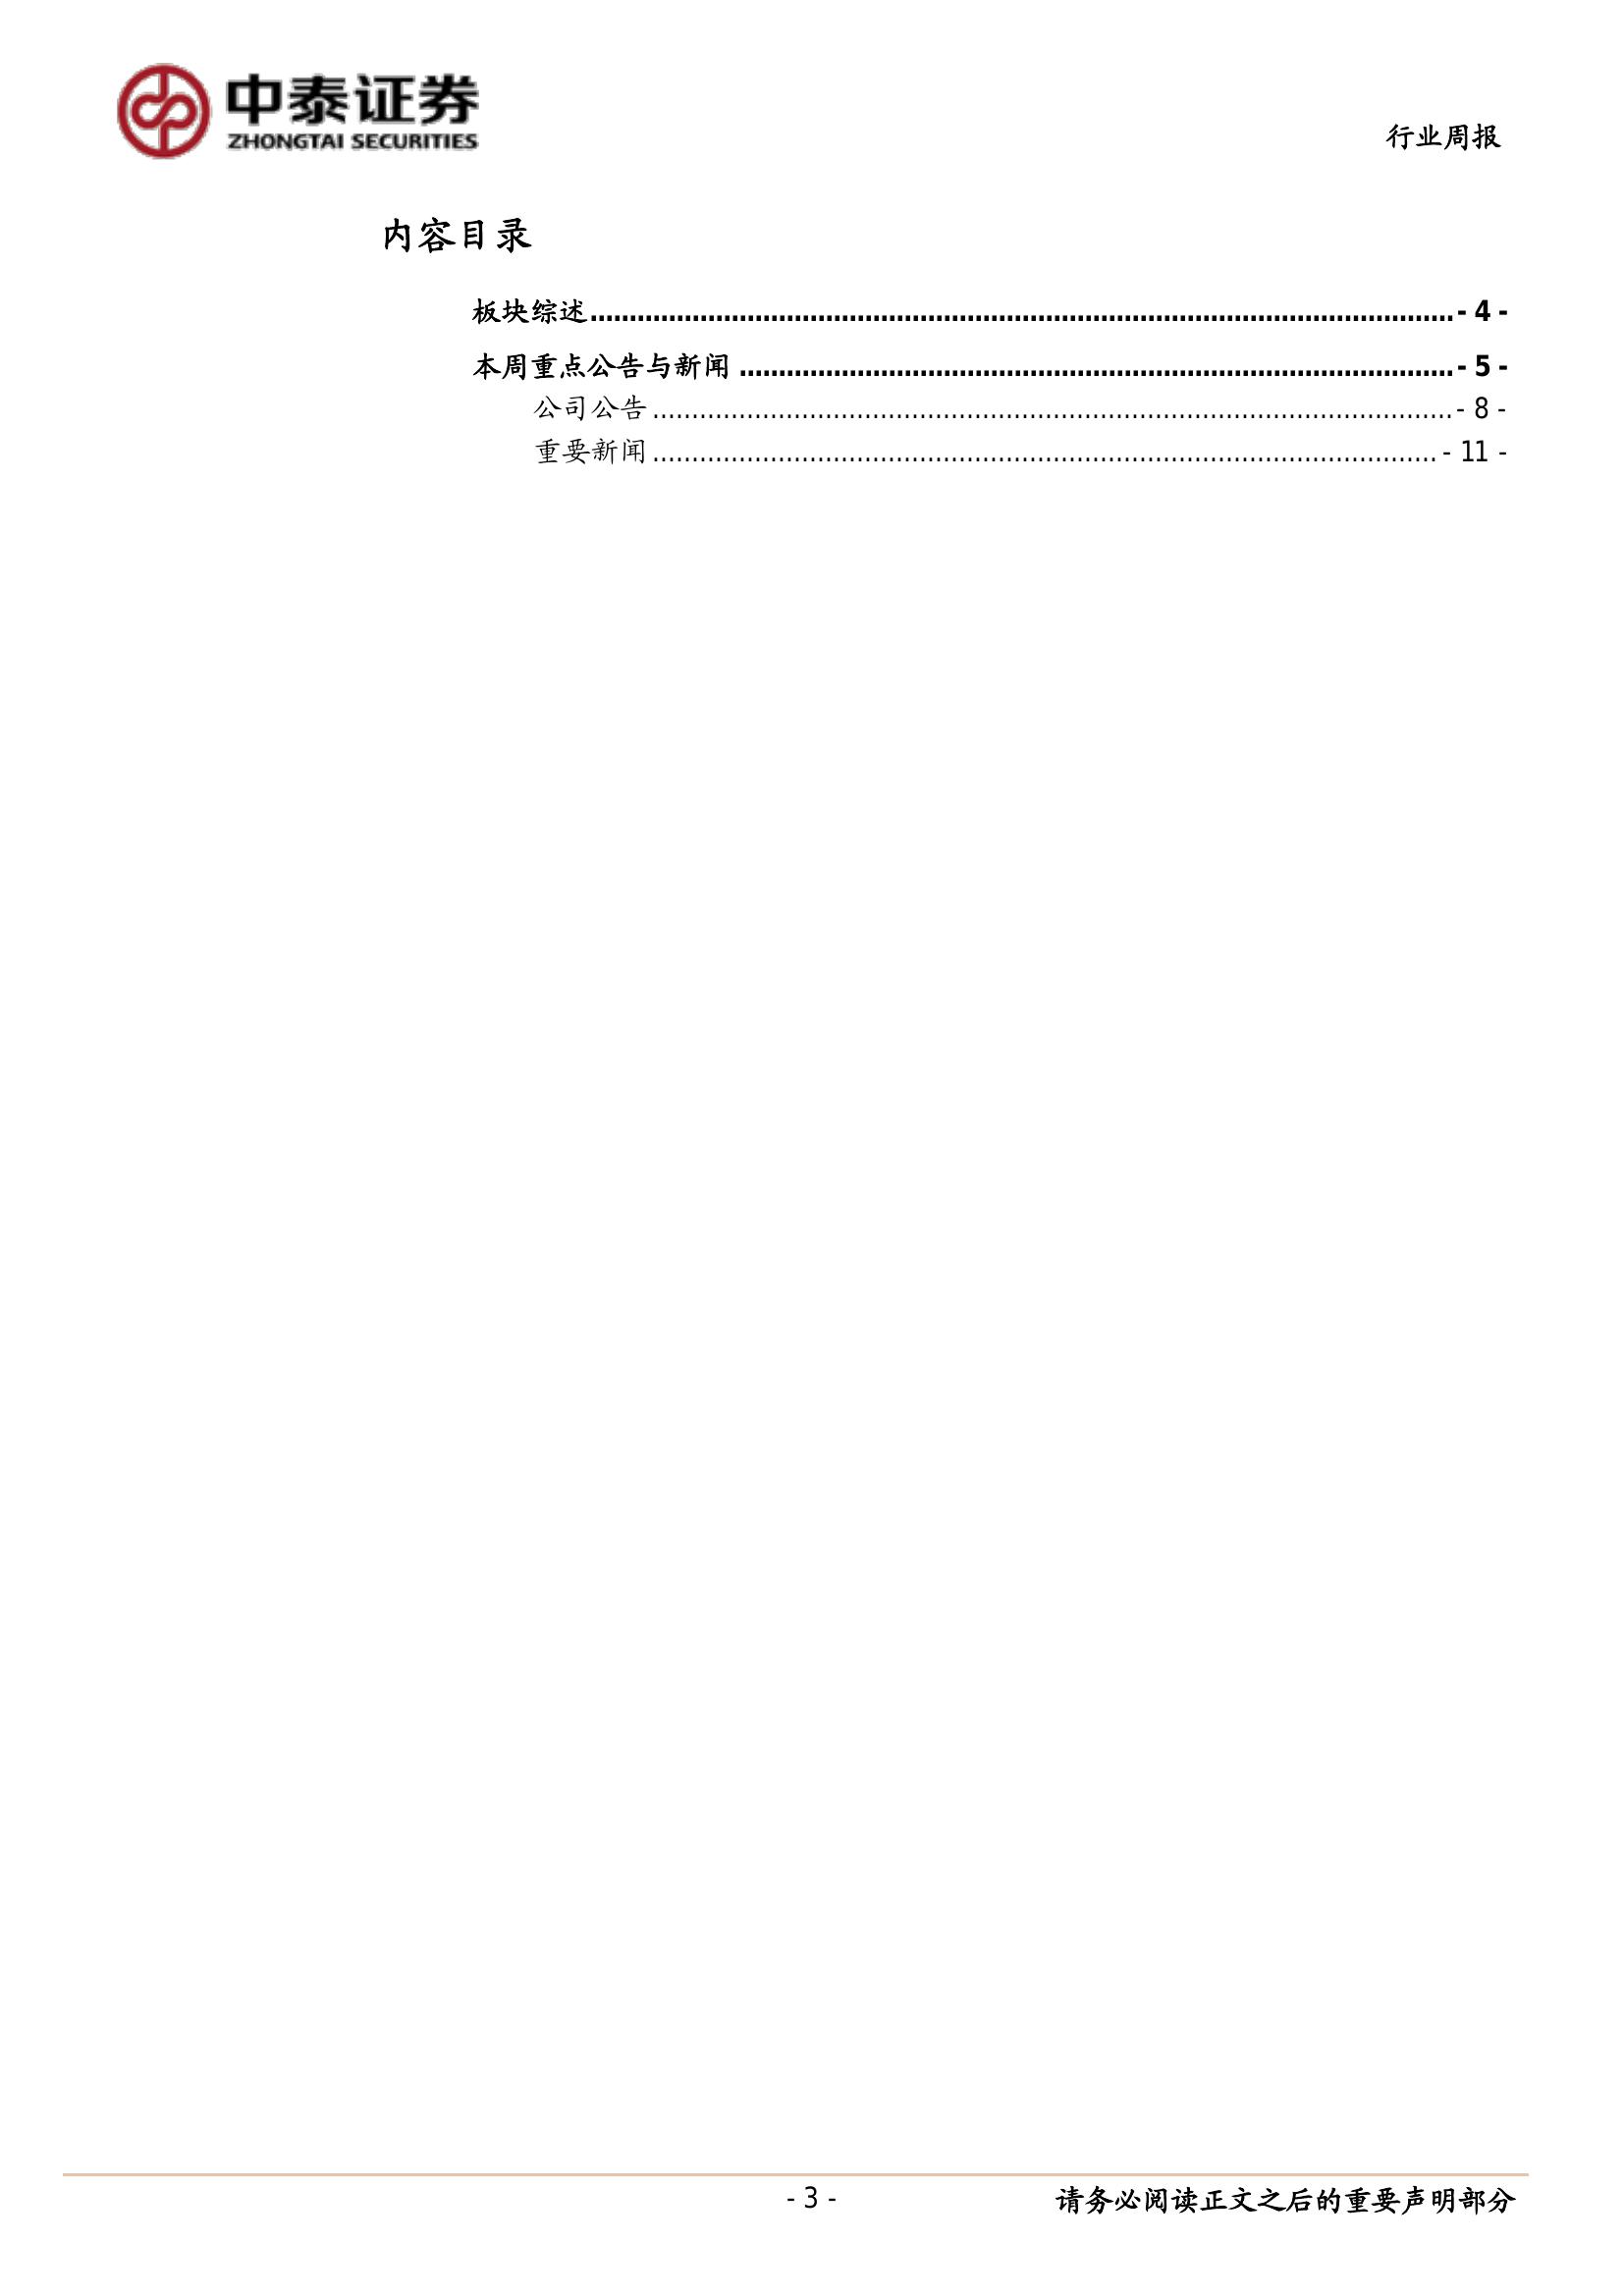 中泰证券
ZHONGTAI SECURITIES
行业周报
内容目录
板块综述..............................................................................................................- 4 -
本周重点公告与新闻 ...........................................................................................- 5 -
公司公告......................................................................................................- 8 -
重要新闻....................................................................................................- 11 -
- 3 -
请务必阅读正文之后的重要声明部分